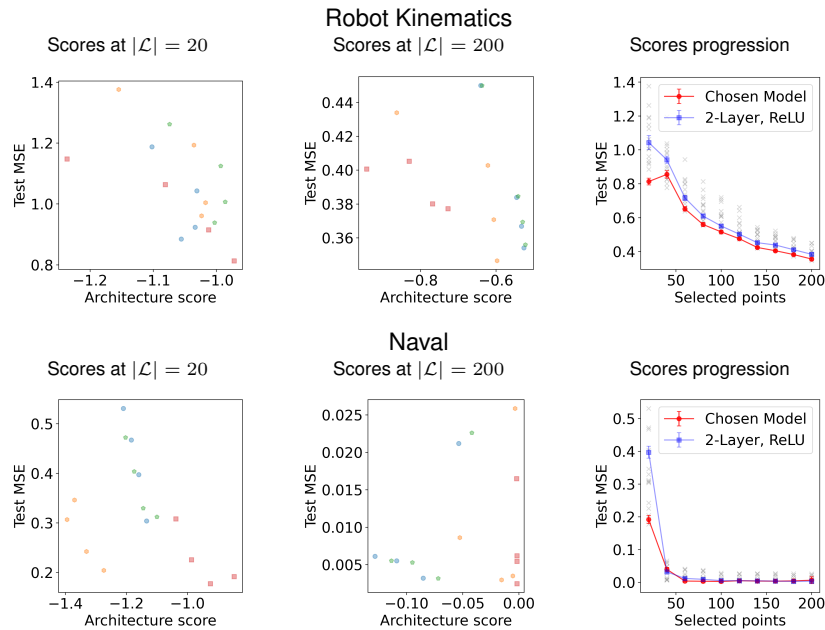 Robot Kinematics
Scores at |ℒ| = 20
Scores at |ℒ| = 200
Scores progression
1.4
1.2
1.0
0.8
Test MSE
−1.2
−1.1
−1.0
Architecture score
0.44
0.42
0.40
0.38
0.36
Test MSE
−0.8
−0.6
Architecture score
1.4
1.2
1.0
0.8
0.6
0.4
Test MSE
Chosen Model
2-Layer, ReLU
50
100
150
200
Selected points
Naval
Scores at |ℒ| = 20
Scores at |ℒ| = 200
Scores progression
0.5
0.4
0.3
0.2
Test MSE
−1.4
−1.2
−1.0
Architecture score
0.025
0.020
0.015
0.010
0.005
Test MSE
−0.10
−0.05
0.00
Architecture score
0.5
0.4
0.3
0.2
0.1
0.0
Test MSE
Chosen Model
2-Layer, ReLU
50
100
150
200
Selected points